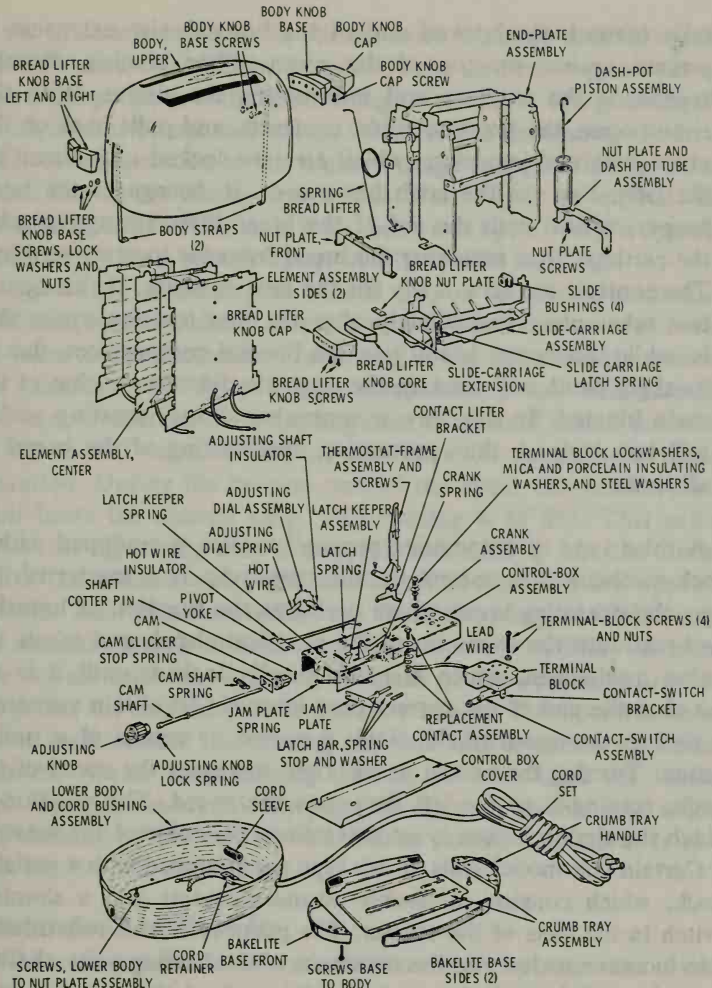 BODY KNOB
BASE
BODY KNOB
CAP
BODY KNOB
BASE SCREWS
BODY,
UPPER
BREAD LIFTER
KNOB BASE
LEFT AND RIGHT
BODY KNOB
CAP SCREW
END-PLATE
ASSEMBLY
DASH-POT
PISTON ASSEMBLY
NUT PLATE AND
DASH POT TUBE
ASSEMBLY
SPRING
BREAD LIFTER
BREAD LIFTER
KNOB BASE
SCREWS, LOCK
WASHERS AND
NUTS
BODY STRAPS
(2)
NUT PLATE,
FRONT
NUT PLATE
SCREWS
ELEMENT ASSEMBLY
SIDES (2)
BREAD LIFTER
KNOB NUT PLATE
SLIDE
BUSHINGS (4)
BREAD LIFTER
KNOB CAP
SLIDE-CARRIAGE
ASSEMBLY
BREAD LIFTER
KNOB SCREWS
BREAD LIFTER
KNOB CORE
SLIDE-CARRIAGE
EXTENSION
SLIDE CARRIAGE
LATCH SPRING
ELEMENT ASSEMBLY,
CENTER
CONTACT LIFTER
BRACKET
ADJUSTING SHAFT
INSULATOR
THERMOSTAT-FRAME
ASSEMBLY AND
SCREWS
TERMINAL BLOCK LOCKWASHERS,
MICA AND PORCELAIN INSULATING
WASHERS, AND STEEL WASHERS
CRANK
SPRING
LATCH KEEPER
SPRING
ADJUSTING
DIAL ASSEMBLY
LATCH KEEPER
ASSEMBLY
CRANK
ASSEMBLY
HOT WIRE
INSULATOR
ADJUSTING
DIAL SPRING
LATCH
SPRING
CONTROL-BOX
ASSEMBLY
SHAFT
COTTER PIN
HOT
WIRE
PIVOT
YOKE
LEAD
WIRE
TERMINAL-BLOCK SCREWS (4)
AND NUTS
CAM
CAM CLICKER
STOP SPRING
TERMINAL
BLOCK
CAM SHAFT
SPRING
CAM
SHAFT
JAM PLATE
SPRING
JAM
PLATE
REPLACEMENT
CONTACT ASSEMBLY
CONTACT-SWITCH
BRACKET
CONTACT-SWITCH
ASSEMBLY
ADJUSTING
KNOB
ADJUSTING KNOB
LOCK SPRING
LATCH BAR, SPRING
STOP AND WASHER
CONTROL BOX
COVER
LOWER BODY
AND CORD BUSHING
ASSEMBLY
CORD
SLEEVE
CORD
SET
CRUMB TRAY
HANDLE
CRUMB TRAY
ASSEMBLY
SCREWS, LOWER BODY
TO NUT PLATE ASSEMBLY
CORD
RETAINER
BAKELITE
BASE FRONT
SCREWS BASE
TO BODY
BAKELITE BASE
SIDES (2)